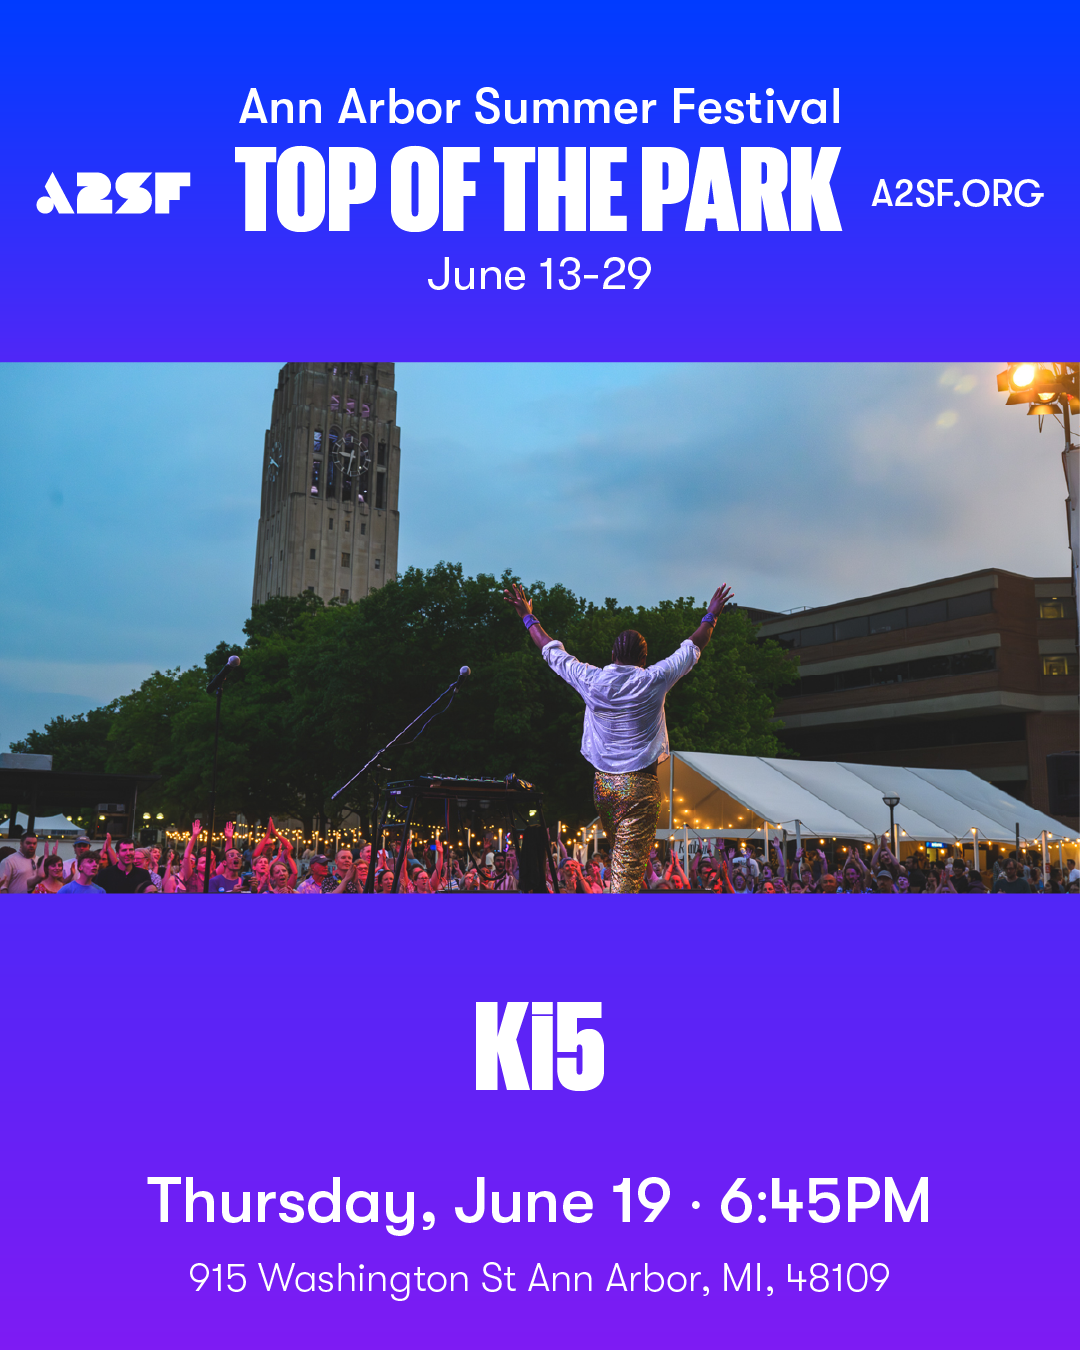 Ann Arbor Summer Festival
A2SF
TOP OF THE PARK
A2SF.ORG
June 13-29
Ki5
Thursday, June 19 · 6:45PM
915 Washington St Ann Arbor, MI, 48109